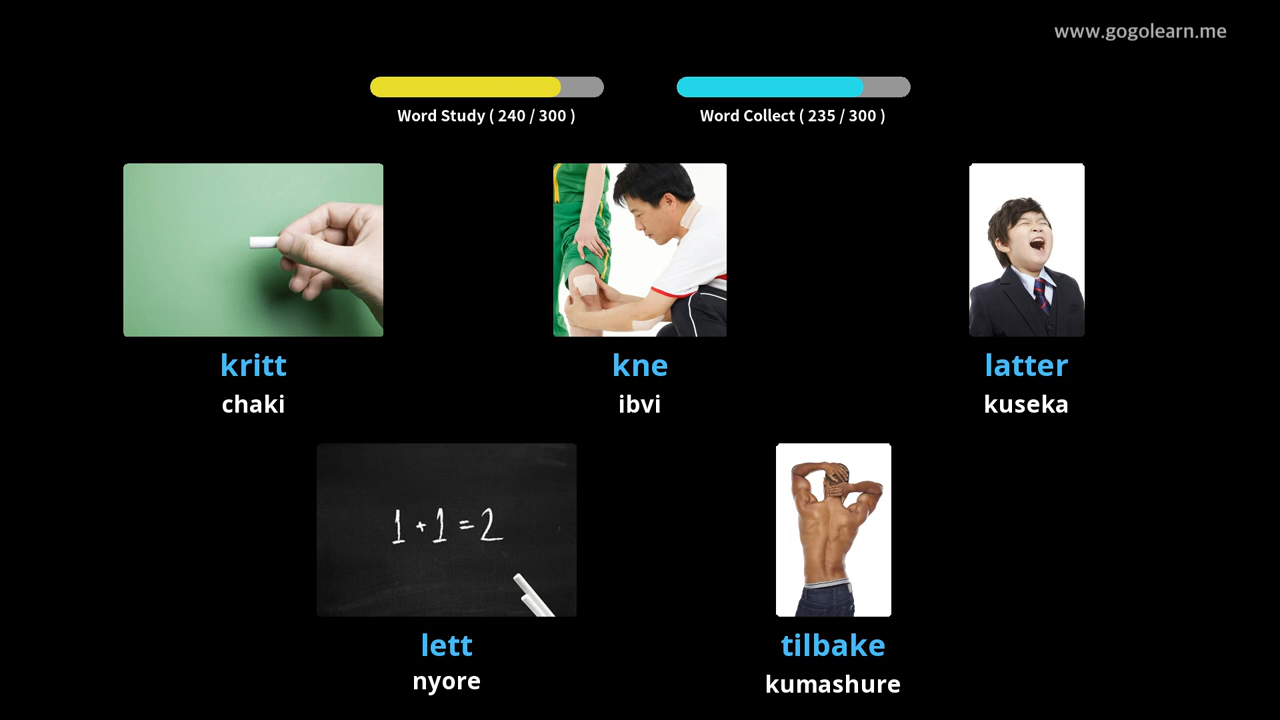 www.gogolearn.me
Word Study ( 240 / 300 )
Word Collect ( 235 / 300 )
kritt
chaki
kne
ibvi
latter
kuseka
1 + 1 = 2
lett
nyore
tilbake
kumashure